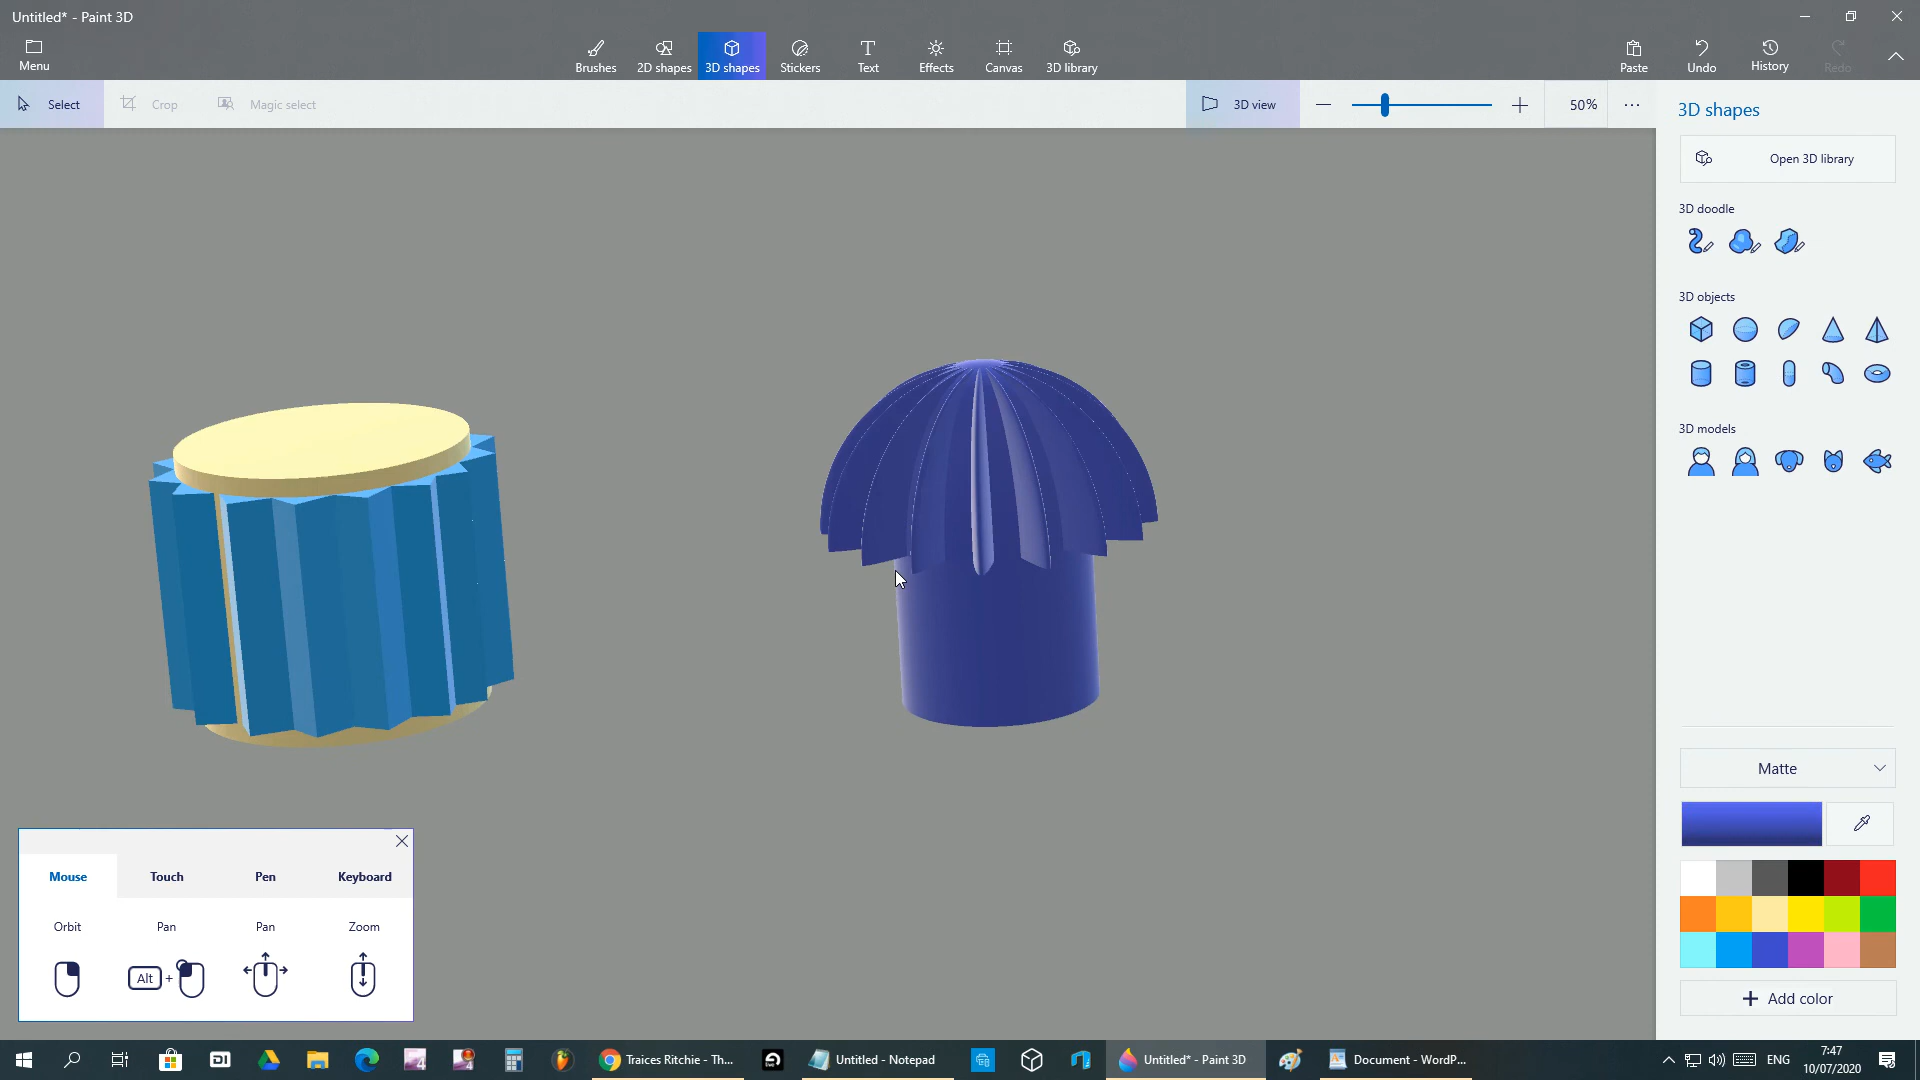 Untitled* - Paint 3D
Menu
Brushes
2D shapes
3D shapes
Stickers
Text
Effects
Canvas
3D library
Paste
Undo
History
Redo
Select
Crop
Magic select
3D view
50%
3D shapes
Open 3D library
3D doodle
3D objects
3D models
Matte
Add color
Mouse
Touch
Pen
Keyboard
Orbit
Pan
Pan
Zoom
Alt
+
DI
4
4
Traices Ritchie - Th...
Untitled - Notepad
Untitled* - Paint 3D
Document - WordP...
ENG
7:47
10/07/2020